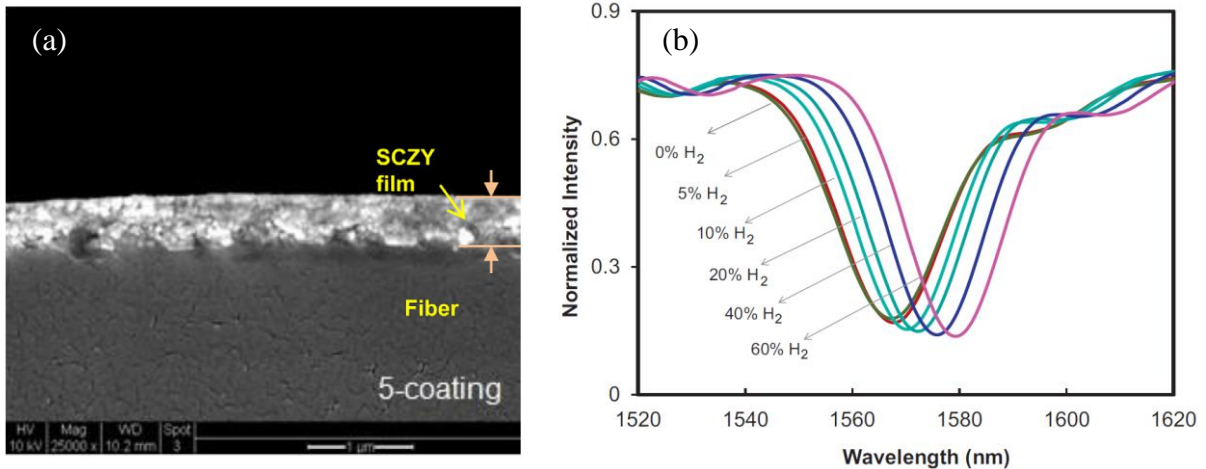 (a)
SCZY
film
Fiber
5-coating
HV Mag WD Spot
10 kV 25000 x 10.2 mm 3 1 µm
(b)
0.9
0.6
0.3
0
Normalized Intensity
0% H2
5% H2
10% H2
20% H2
40% H2
60% H2
1520 1540 1560 1580 1600 1620
Wavelength (nm)